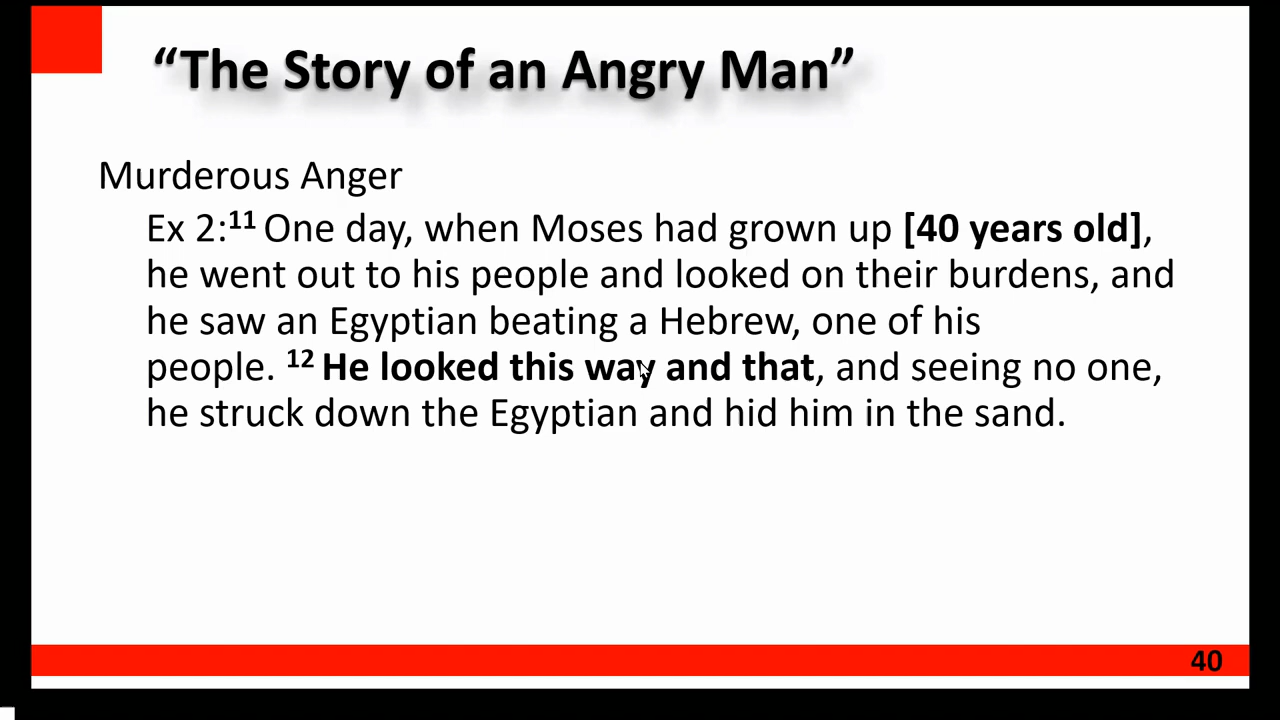 “The Story of an Angry Man”
Murderous Anger
Ex 2:11 One day, when Moses had grown up [40 years old],
he went out to his people and looked on their burdens, and
he saw an Egyptian beating a Hebrew, one of his
people. 12 He looked this way and that, and seeing no one,
he struck down the Egyptian and hid him in the sand.
40